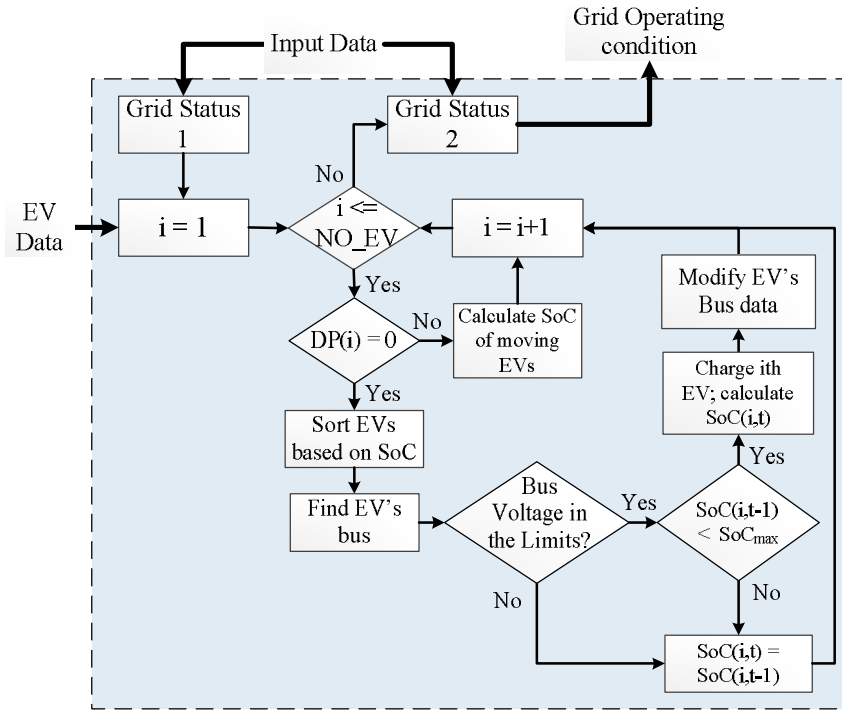 Input Data
Grid Operating
condition
Grid Status
1
Grid Status
2
No
EV
Data
i = 1
i <=
NO_EV
i = i+1
Yes
DP(i) = 0
No
Calculate SoC
of moving
EVs
Modify EV's
Bus data
Yes
Charge ith
EV; calculate
SoC(i,t)
Sort EVs
based on SoC
Yes
Find EV's
bus
Bus
Voltage in
the Limits?
Yes
SoC(i,t-1)
< SoCmax
No
No
SoC(i,t) =
SoC(i,t-1)